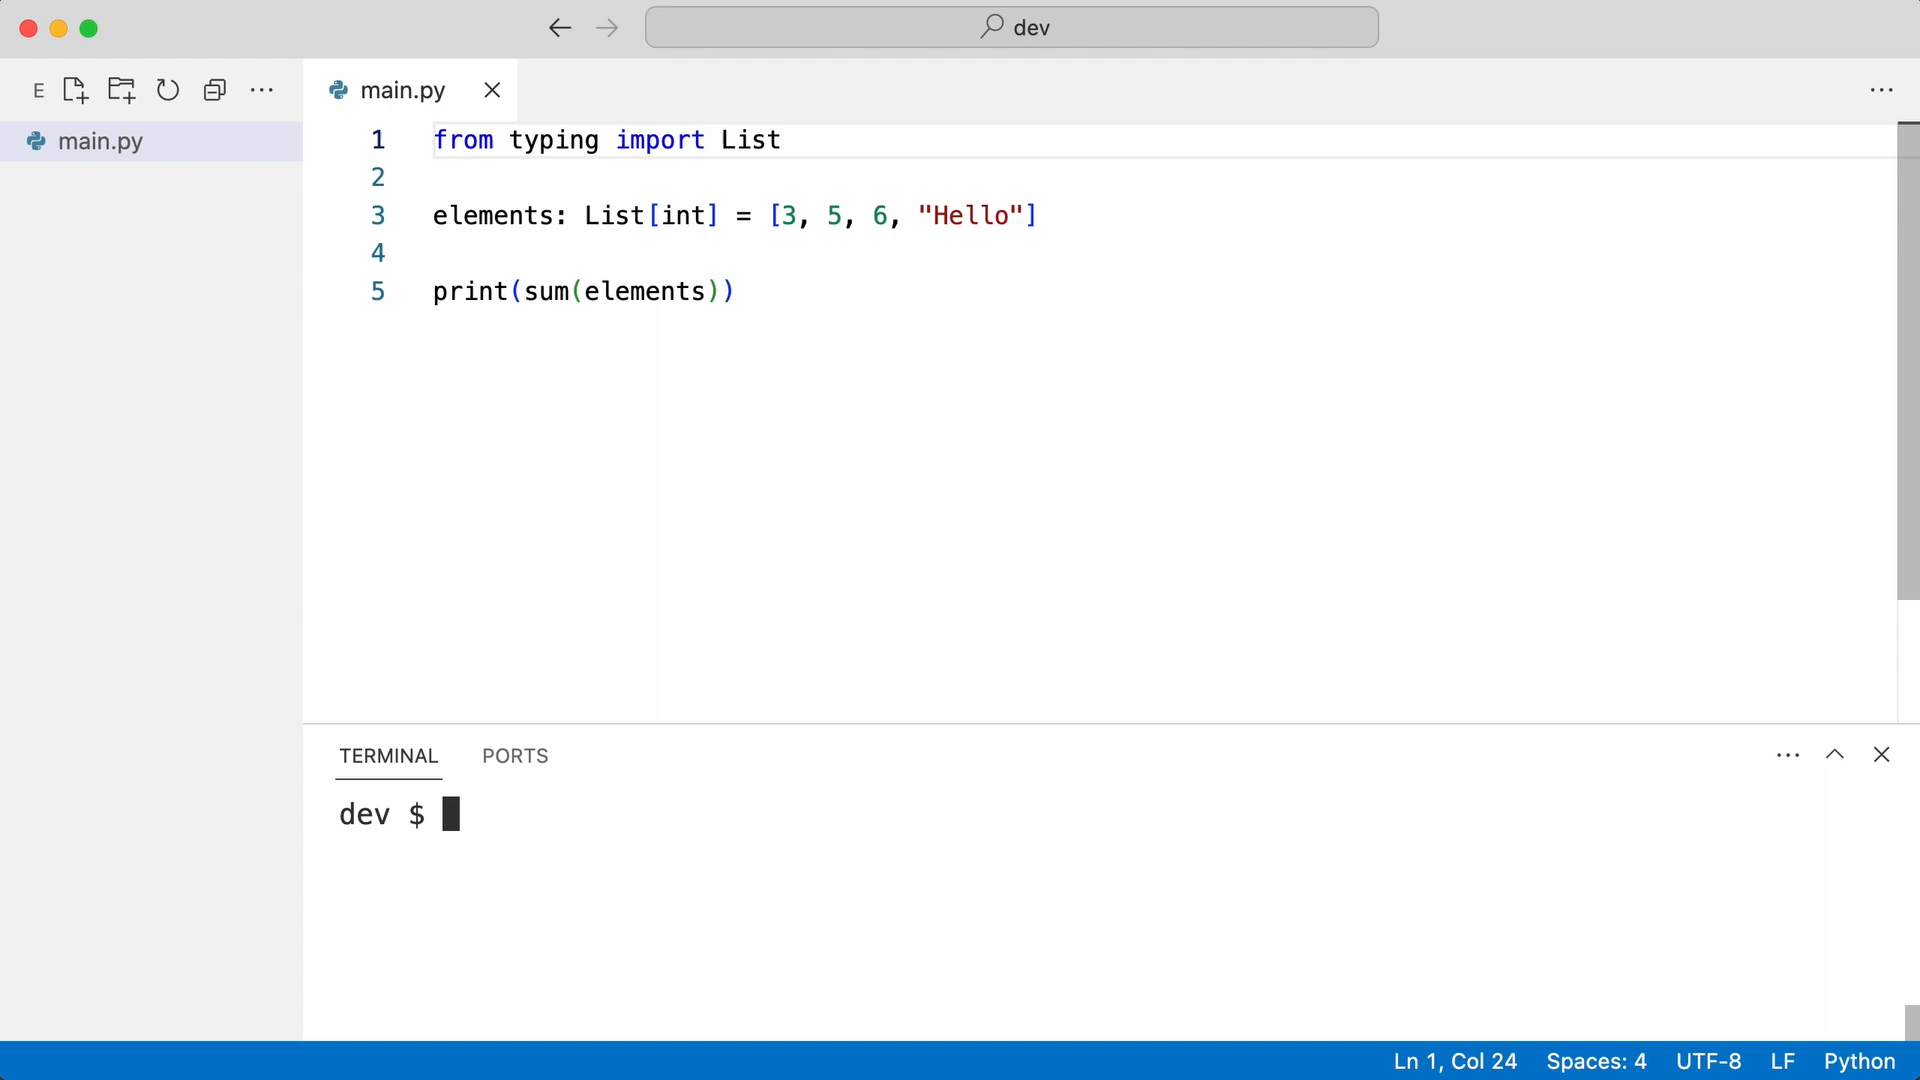 dev
E
main.py
main.py
1 from typing import List
2
3 elements: List[int] = [3, 5, 6, "Hello"]
4
5 print(sum(elements))
TERMINAL PORTS
dev $
Ln 1, Col 24 Spaces: 4 UTF-8 LF Python